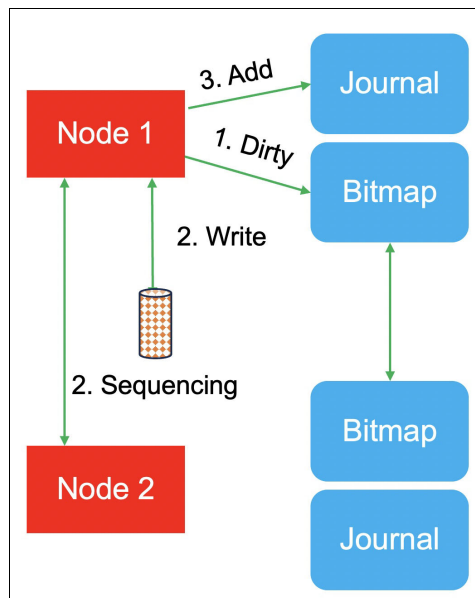 3. Add
Journal
Node 1
1. Dirty
Bitmap
2. Write
2. Sequencing
Bitmap
Node 2
Journal